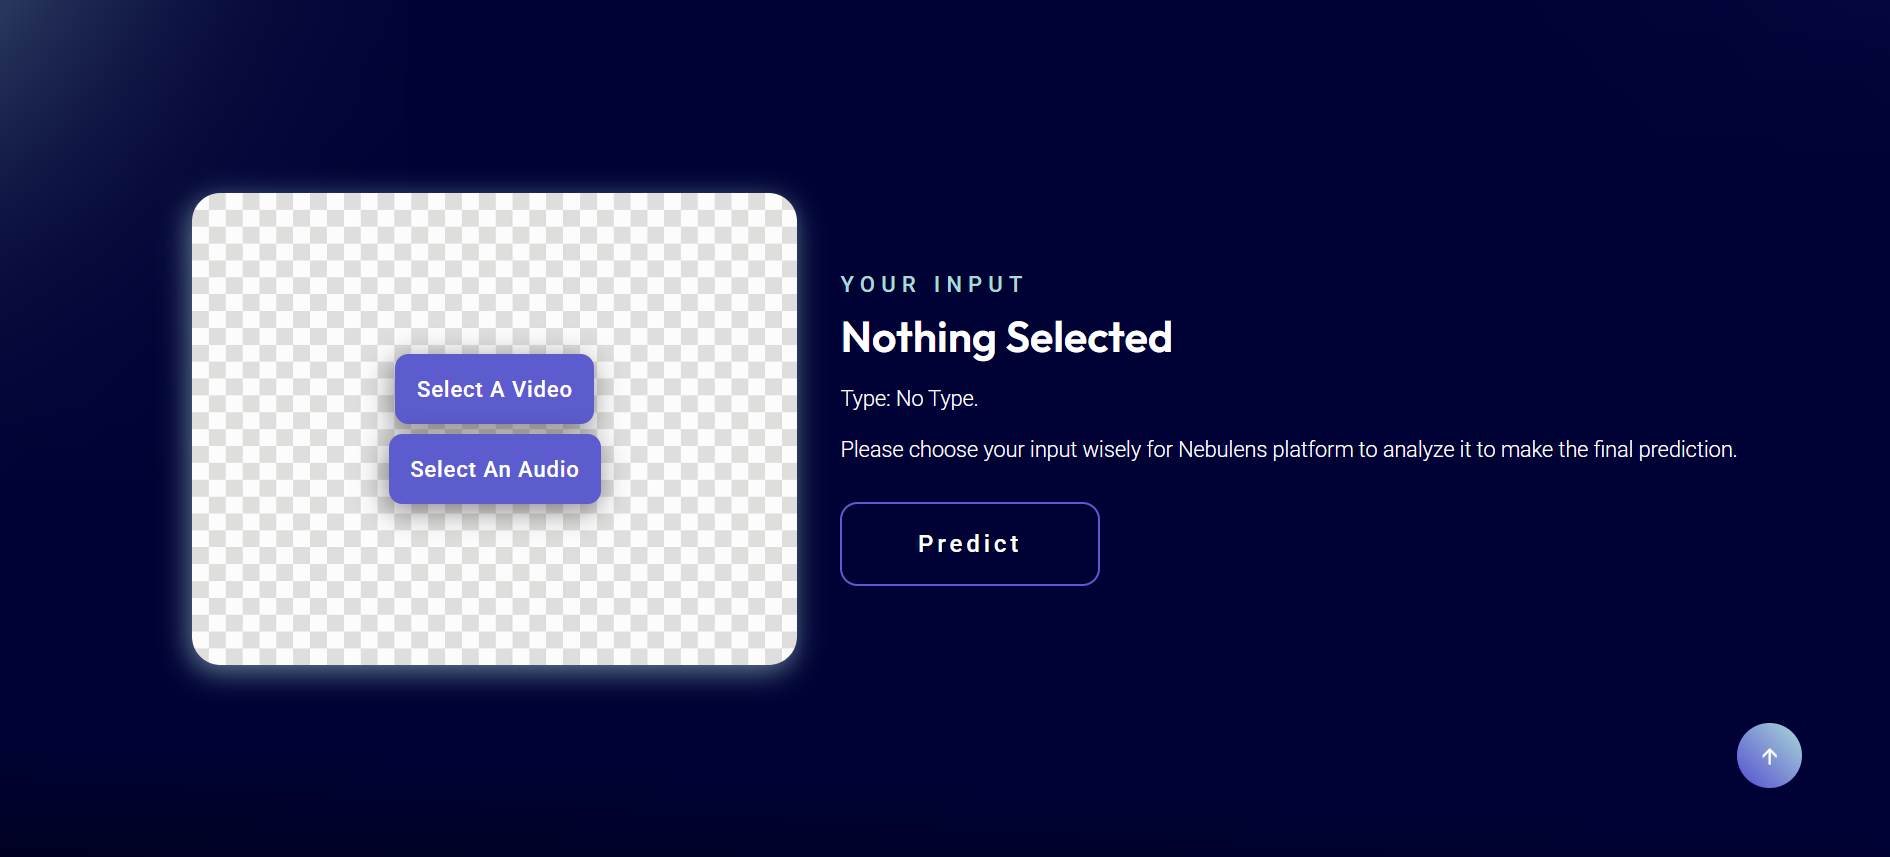 Select A Video
Select An Audio
YOUR INPUT
Nothing Selected
Type: No Type.
Please choose your input wisely for Nebulens platform to analyze it to make the final prediction.
Predict